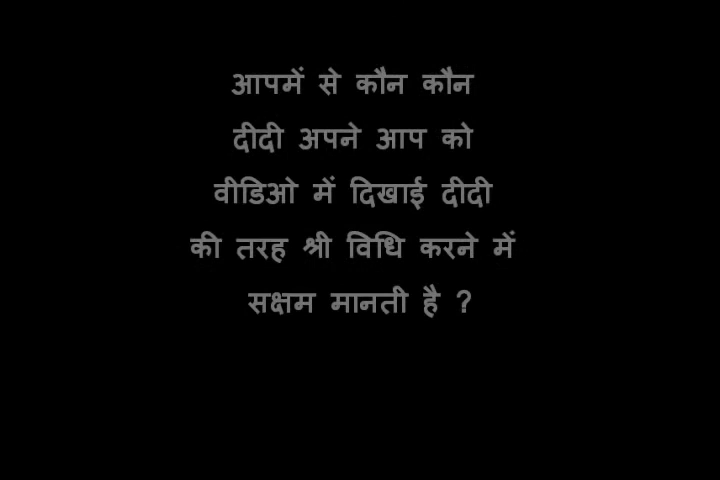 आपमें से कौन कौन
दीदी अपने आप को
वीडिओ में दिखाई दीदी
की तरह श्री विधि करने में
सक्षम मानती है ?